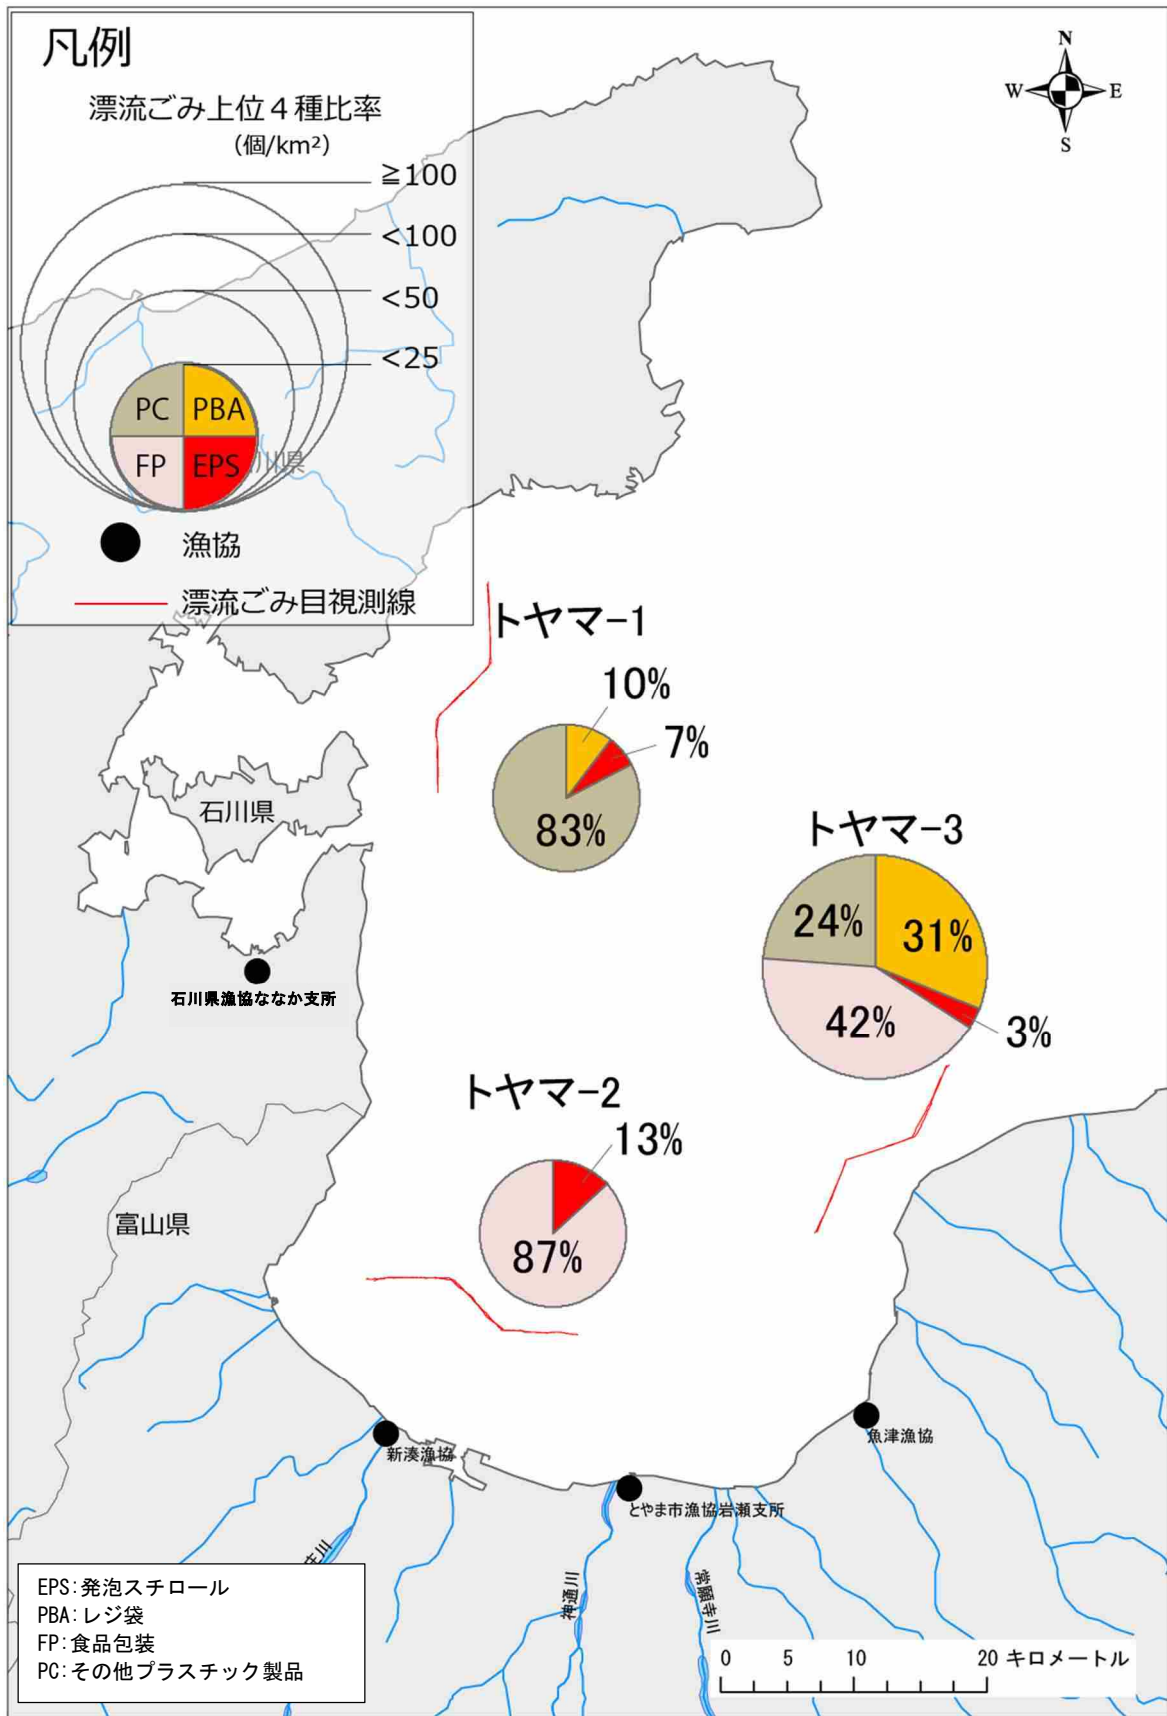 凡例
漂流ごみ上位４種比率
(個/km²)
≧100
<100
<50
<25
PC
PBA
FP
EPS
川県
漁協
漂流ごみ目視測線
N
W
E
S
トヤマ-1
10%
7%
83%
石川県
トヤマ-3
24%
31%
42%
3%
石川県漁協ななか支所
トヤマ-2
13%
87%
富山県
新湊漁協
魚津漁協
とやま市漁協岩瀬支所
神通川
常願寺川
EPS:発泡スチロール
PBA:レジ袋
FP:食品包装
PC:その他プラスチック製品
0 5 10 20 キロメートル